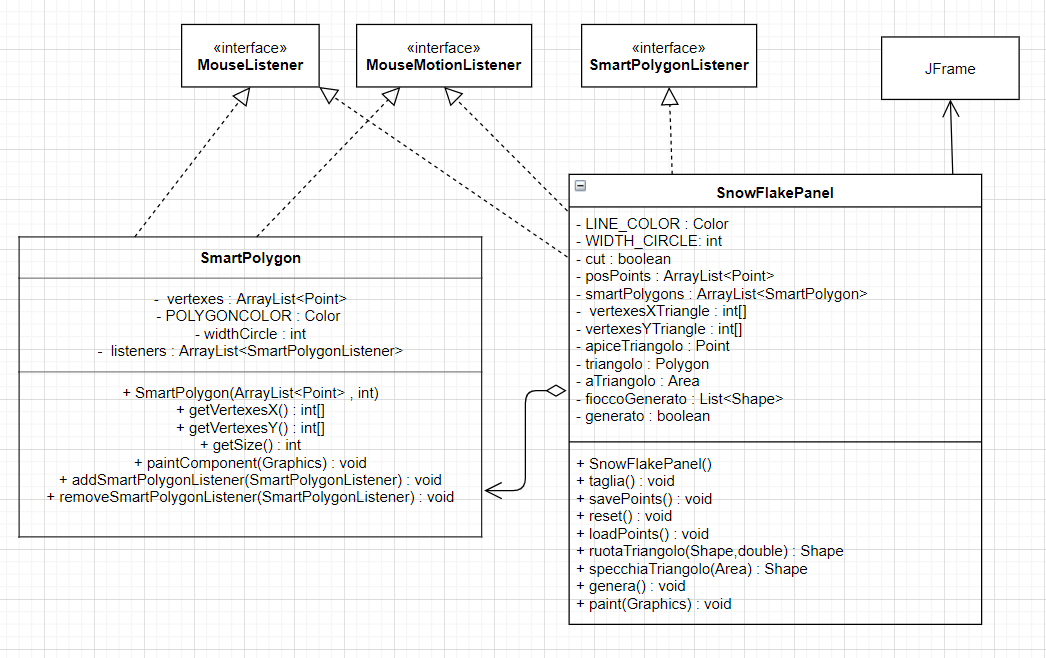 «interface»
MouseListener
«interface»
MouseMotionListener
«interface»
SmartPolygonListener
JFrame
SmartPolygon
- vertexes : ArrayList<Point>
- POLYGONCOLOR : Color
- widthCircle : int
- listeners : ArrayList<SmartPolygonListener>
+ SmartPolygon(ArrayList<Point> , int)
+ getVertexesX() : int[]
+ getVertexesY() : int[]
+ getSize() : int
+ paintComponent(Graphics) : void
+ addSmartPolygonListener(SmartPolygonListener) : void
+ removeSmartPolygonListener(SmartPolygonListener) : void
SnowFlakePanel
- LINE_COLOR : Color
- WIDTH_CIRCLE: int
- cut : boolean
- posPoints : ArrayList<Point>
- smartPolygons : ArrayList<SmartPolygon>
- vertexesXTriangle : int[]
- vertexesYTriangle : int[]
- apiceTriangolo : Point
- triangolo : Polygon
- aTriangolo : Area
- fioccoGenerato : List<Shape>
- generato : boolean
+ SnowFlakePanel()
+ taglia() : void
+ savePoints() : void
+ reset() : void
+ loadPoints() : void
+ ruotaTriangolo(Shape,double) : Shape
+ specchiaTriangolo(Area) : Shape
+ genera() : void
+ paint(Graphics) : void